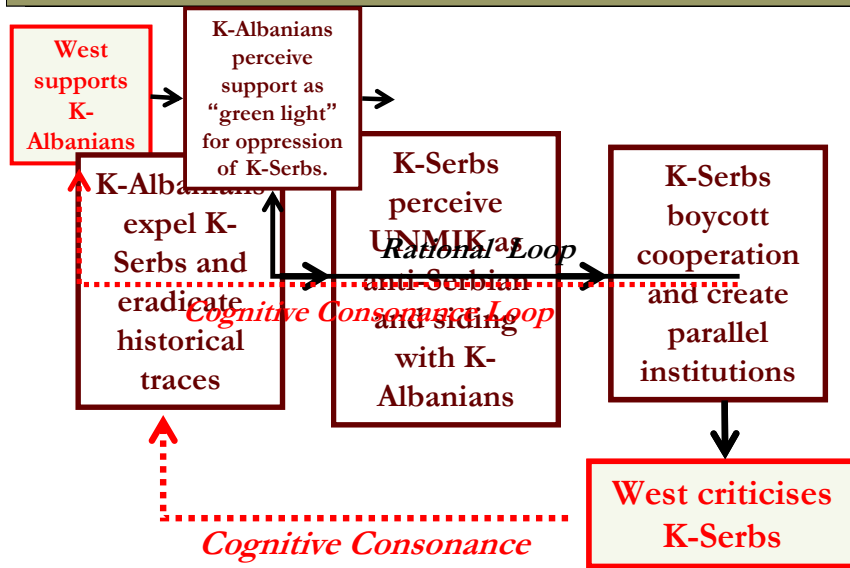 West
supports
K-
Albanians
K-Albanians
perceive
support as
“green light”
for oppression
of K-Serbs.
K-Albanians
expel K-
Serbs and
eradicate
historical
traces
K-Serbs
perceive
UNMIK as
anti-Serbian
and siding
with K-
Albanians
K-Serbs
boycott
cooperation
and create
parallel
institutions
Rational Loop
Cognitive Consonance Loop
West criticises
K-Serbs
Cognitive Consonance